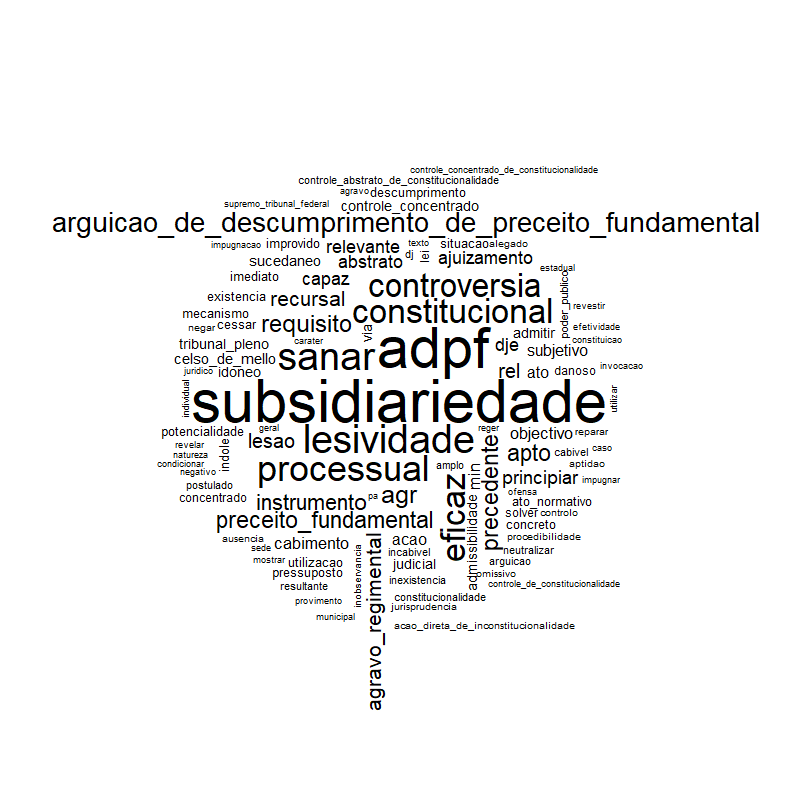 controle_concentrado_de_constitucionalidade
controle_abstrato_de_constitucionalidade
agravo descumprimento
supremo_tribunal_federal controle_concentrado
arguicao_de_descumprimento_de_preceito_fundamental
impugnacao improvido relevante texto situacao alegado
sucedaneo abstrato dj lei ajuizamento
imediato capaz controversia estadual
existencia recursal constitucional poder_publico revestir
mecanismo requisito
negar cessar via admitir efetividade
tribunal_pleno carater sanar adpf dje subjetivo constituicao
celso_de_mello rel ato danoso invocacao
juridico idoneo
individual subsidiariedade utilizar
potencialidade geral lesividade reger objectivo reparar
revelar indole lesao precedente apto cabivel caso
natureza
condicionar processual amplo aptidao
negativo min principiar impugnar
postulado agr eficaz admissibilidade ofensa
concentrado instrumento pa ato_normativo
preceito_fundamental solver controlo
concreto
ausencia acao procedibilidade
sede cabimento incabivel neutralizar
mostrar utilizacao inobservancia agravo_regimental judicial arguicao
pressuposto inexistencia omissivo
resultante controle_de_constitucionalidade
provimento constitucionalidade
jurisprudencia
municipal
acao_direta_de_inconstitucionalidade